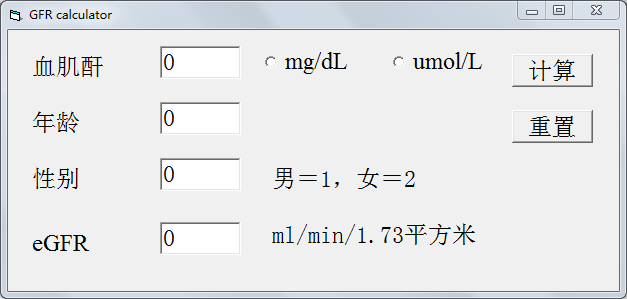 GFR calculator
血肌酐 0 mg/dL umol/L 计算
年龄 0 重置
性别 0 男＝1，女＝2
eGFR 0 ml/min/1.73平方米